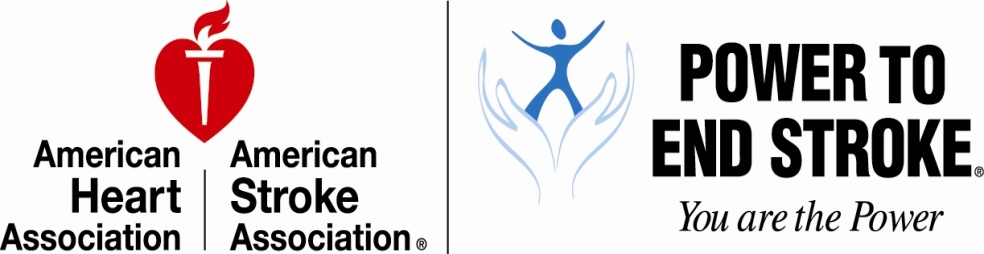 American
Heart
Association
American
Stroke
Association®
POWER TO
END STROKE®
You are the Power